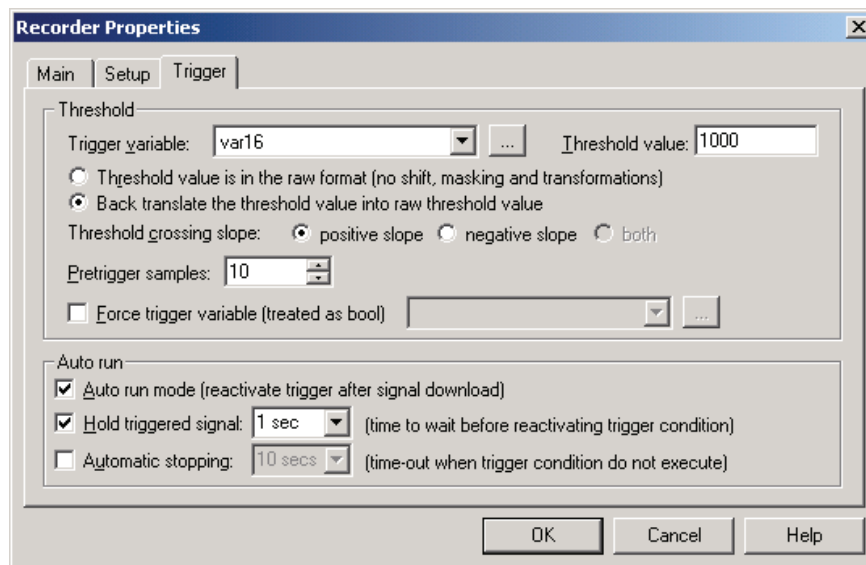 Recorder Properties
Main Setup Trigger
Threshold
Trigger variable: var16 ... Threshold value: 1000
Threshold value is in the raw format (no shift, masking and transformations)
Back translate the threshold value into raw threshold value
Threshold crossing slope: positive slope negative slope both
Pretrigger samples: 10
Force trigger variable (treated as bool) ...
Auto run
Auto run mode (reactivate trigger after signal download)
Hold triggered signal: 1 sec (time to wait before reactivating trigger condition)
Automatic stopping: 10 secs (time-out when trigger condition do not execute)
OK Cancel Help